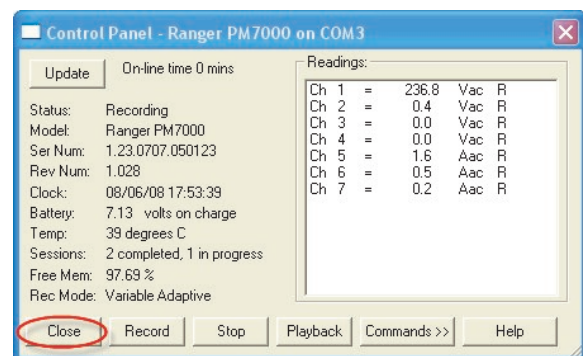 Control Panel - Ranger PM7000 on COM3
Update
On-line time 0 mins
Status: Recording
Model: Ranger PM7000
Ser Num: 1.23.0707.050123
Rev Num: 1.028
Clock: 08/06/08 17:53:39
Battery: 7.13 volts on charge
Temp: 39 degrees C
Sessions: 2 completed, 1 in progress
Free Mem: 97.69 %
Rec Mode: Variable Adaptive
Readings:
Ch 1 = 236.8 Vac R
Ch 2 = 0.4 Vac R
Ch 3 = 0.0 Vac R
Ch 4 = 0.0 Vac R
Ch 5 = 1.6 Aac R
Ch 6 = 0.5 Aac R
Ch 7 = 0.2 Aac R
Close Record Stop Playback Commands >> Help